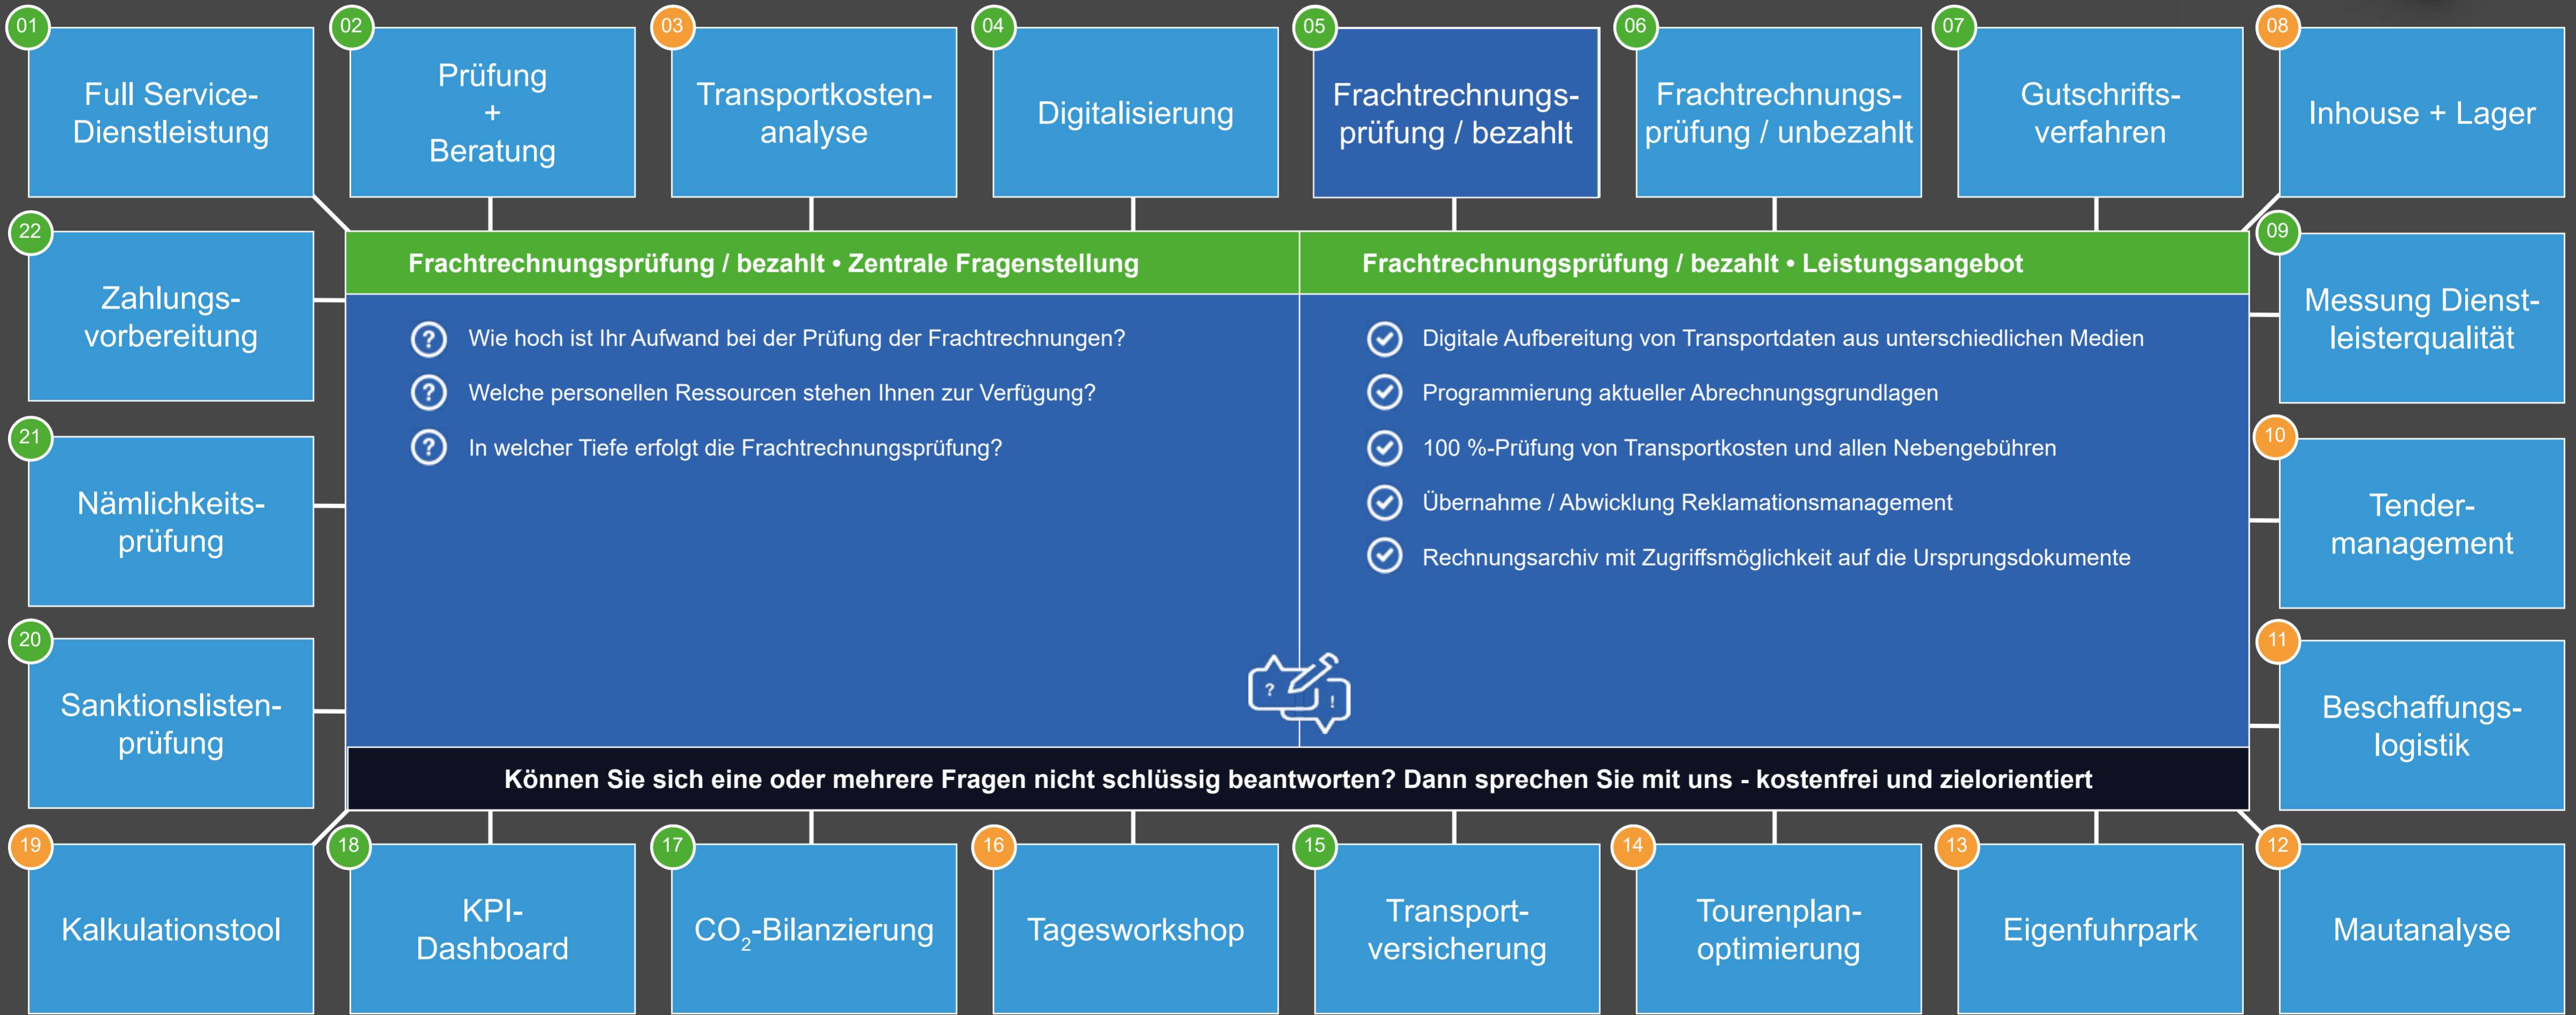 01
Full Service-
Dienstleistung
02
Prüfung
+
Beratung
03
Transportkosten-
analyse
04
Digitalisierung
05
Frachtrechnungs-
prüfung / bezahlt
06
Frachtrechnungs-
prüfung / unbezahlt
07
Gutschrifts-
verfahren
08
Inhouse + Lager
22
Zahlungs-
vorbereitung
21
Nämlichkeits-
prüfung
20
Sanktionslisten-
prüfung
Frachtrechnungsprüfung / bezahlt • Zentrale Fragenstellung
? Wie hoch ist Ihr Aufwand bei der Prüfung der Frachtrechnungen?
? Welche personellen Ressourcen stehen Ihnen zur Verfügung?
? In welcher Tiefe erfolgt die Frachtrechnungsprüfung?
Frachtrechnungsprüfung / bezahlt • Leistungsangebot
Digitale Aufbereitung von Transportdaten aus unterschiedlichen Medien
Programmierung aktueller Abrechnungsgrundlagen
100 %-Prüfung von Transportkosten und allen Nebengebühren
Übernahme / Abwicklung Reklamationsmanagement
Rechnungsarchiv mit Zugriffsmöglichkeit auf die Ursprungsdokumente
? !
Können Sie sich eine oder mehrere Fragen nicht schlüssig beantworten? Dann sprechen Sie mit uns - kostenfrei und zielorientiert
09
Messung Dienst-
leisterqualität
10
Tender-
management
11
Beschaffungs-
logistik
19
Kalkulationstool
18
KPI-
Dashboard
17
CO₂-Bilanzierung
16
Tagesworkshop
15
Transport-
versicherung
14
Tourenplan-
optimierung
13
Eigenfuhrpark
12
Mautanalyse